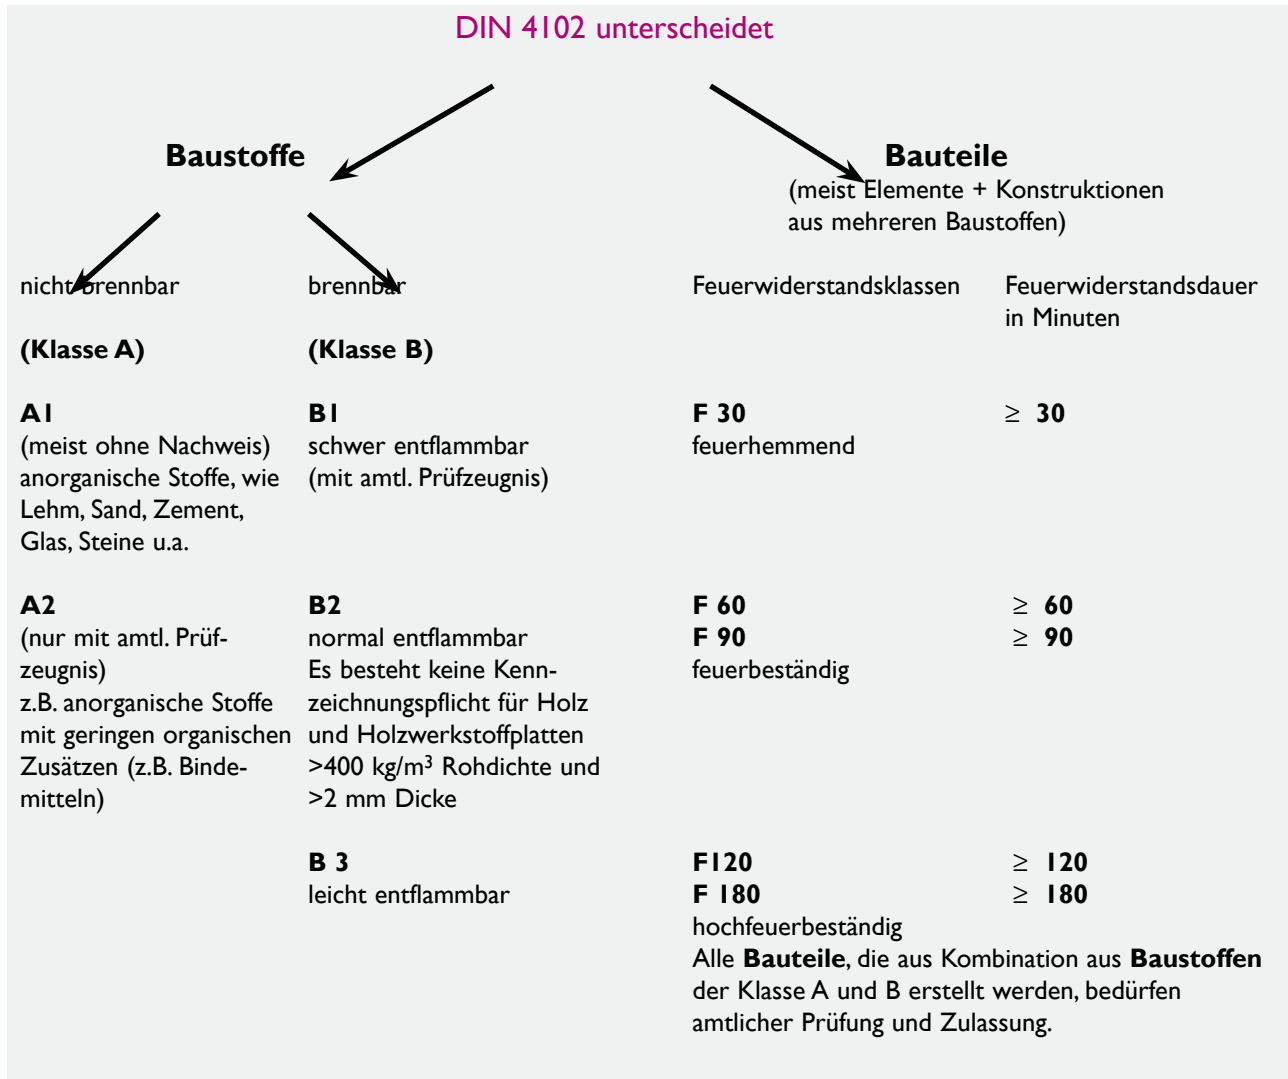 DIN 4102 unterscheidet
Baustoffe
Bauteile
(meist Elemente + Konstruktionen
aus mehreren Baustoffen)
nicht brennbar
brennbar
Feuerwiderstandsklassen
Feuerwiderstandsdauer
in Minuten
(Klasse A)
(Klasse B)
A1
(meist ohne Nachweis)
anorganische Stoffe, wie
Lehm, Sand, Zement,
Glas, Steine u.a.
B1
schwer entflammbar
(mit amtl. Prüfzeugnis)
F 30
feuerhemmend
≥ 30
A2
(nur mit amtl. Prüf-
zeugnis)
z.B. anorganische Stoffe
mit geringen organischen
Zusätzen (z.B. Binde-
mitteln)
B2
normal entflammbar
Es besteht keine Kenn-
zeichnungspflicht für Holz
und Holzwerkstoffplatten
>400 kg/m³ Rohdichte und
>2 mm Dicke
F 60
≥ 60
F 90
≥ 90
feuerbeständig
B 3
leicht entflammbar
F120
≥ 120
F 180
≥ 180
hochfeuerbeständig
Alle Bauteile, die aus Kombination aus Baustoffen
der Klasse A und B erstellt werden, bedürfen
amtlicher Prüfung und Zulassung.